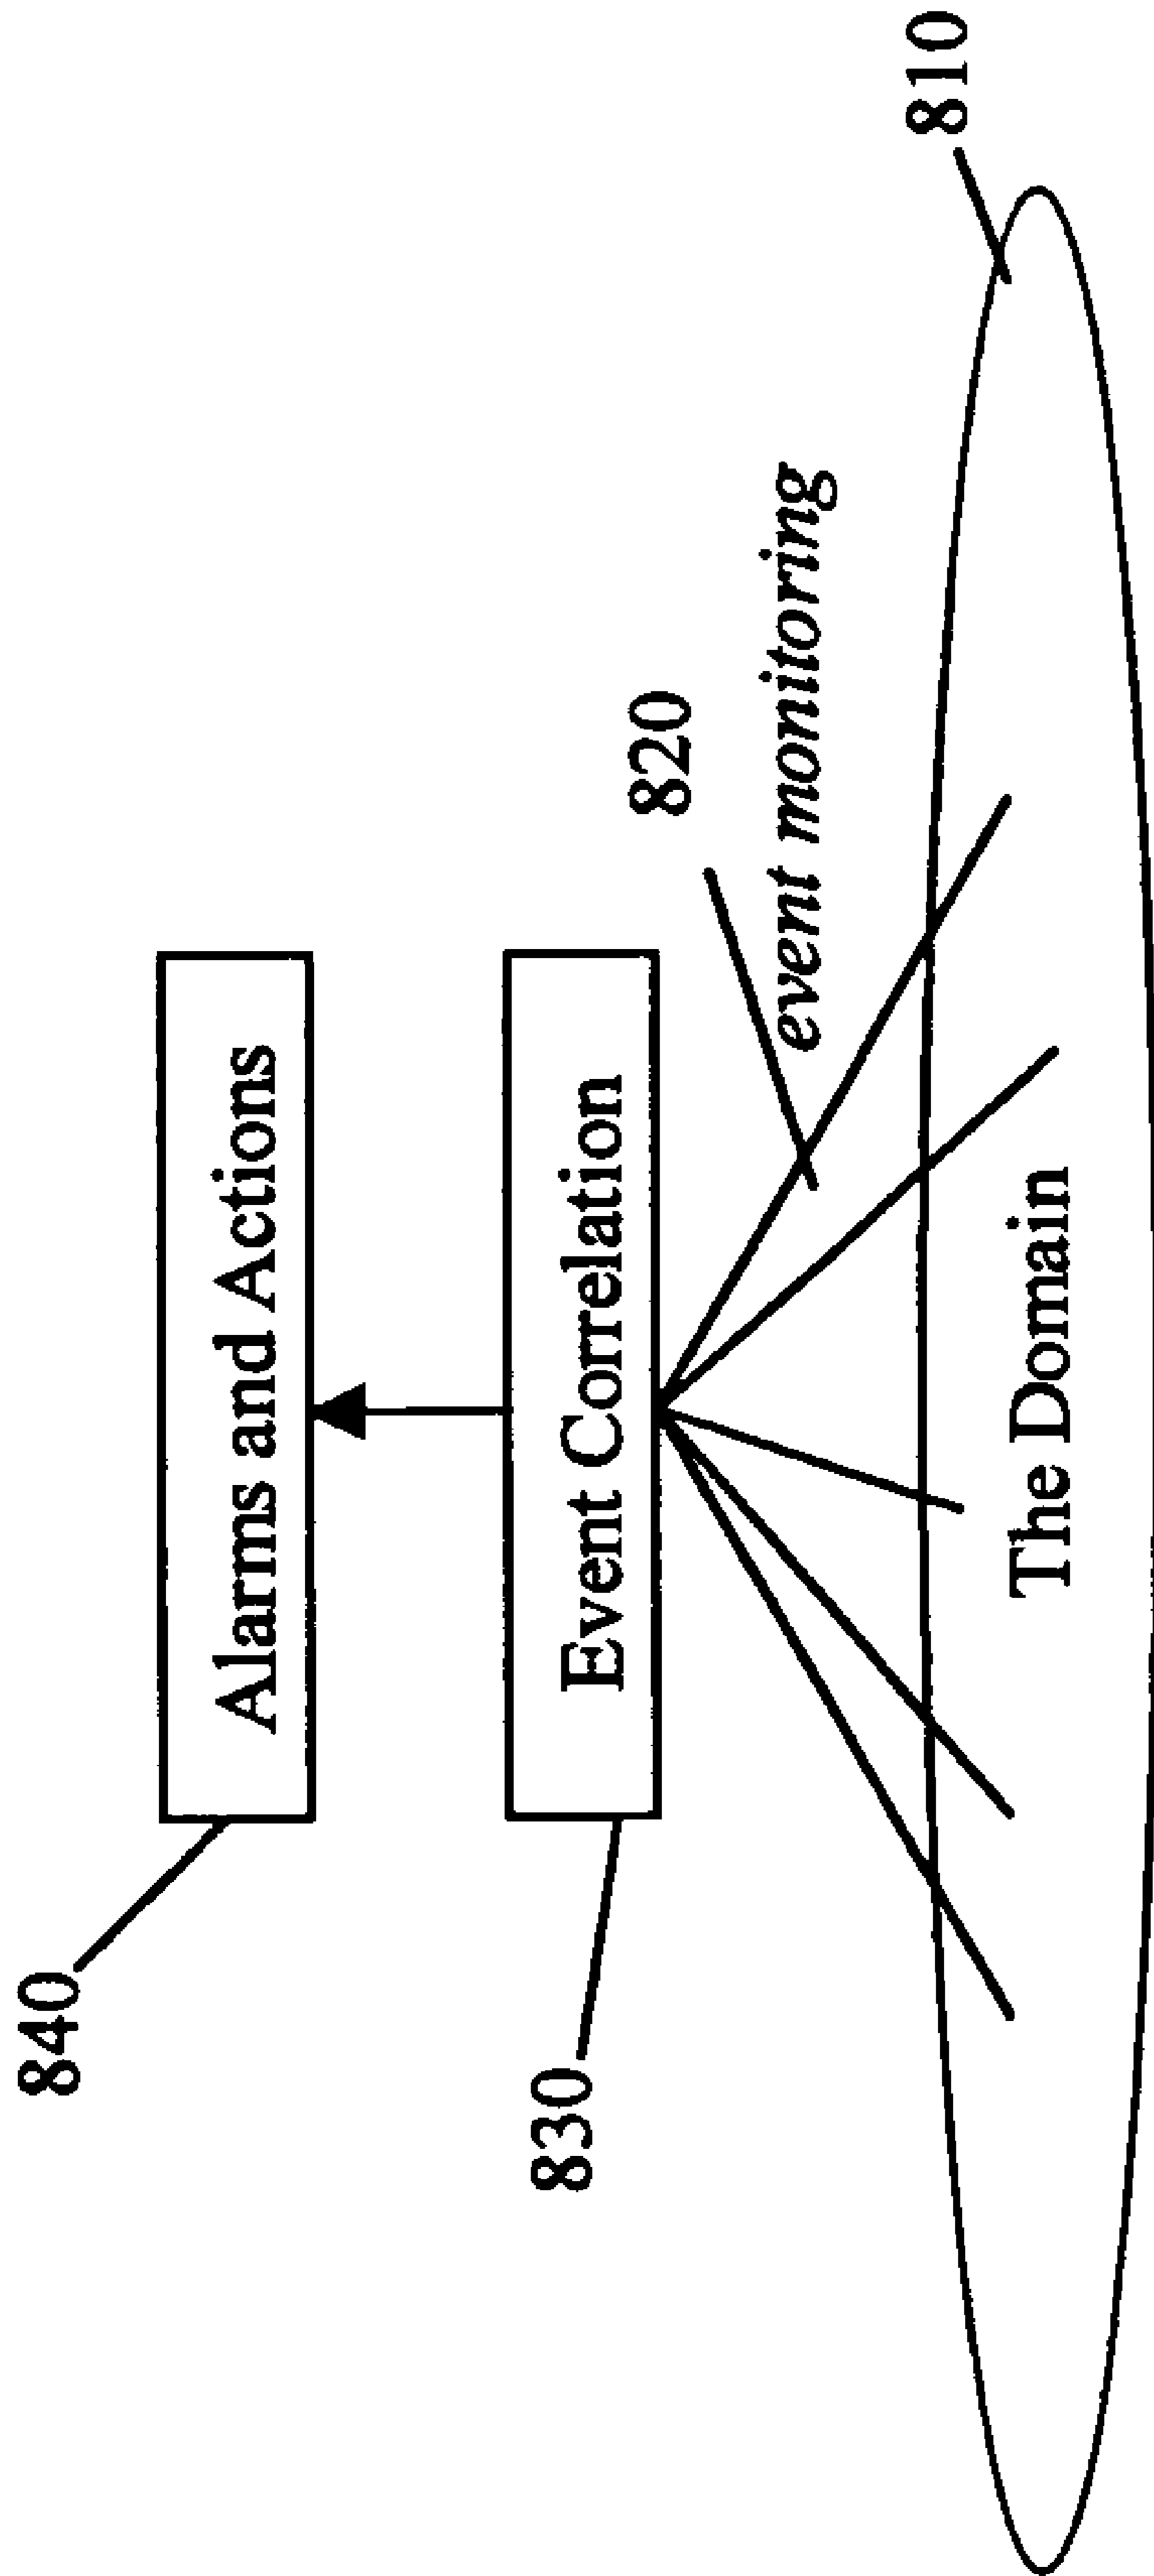 840
Alarms and Actions
830
Event Correlation
820
event monitoring
The Domain
810